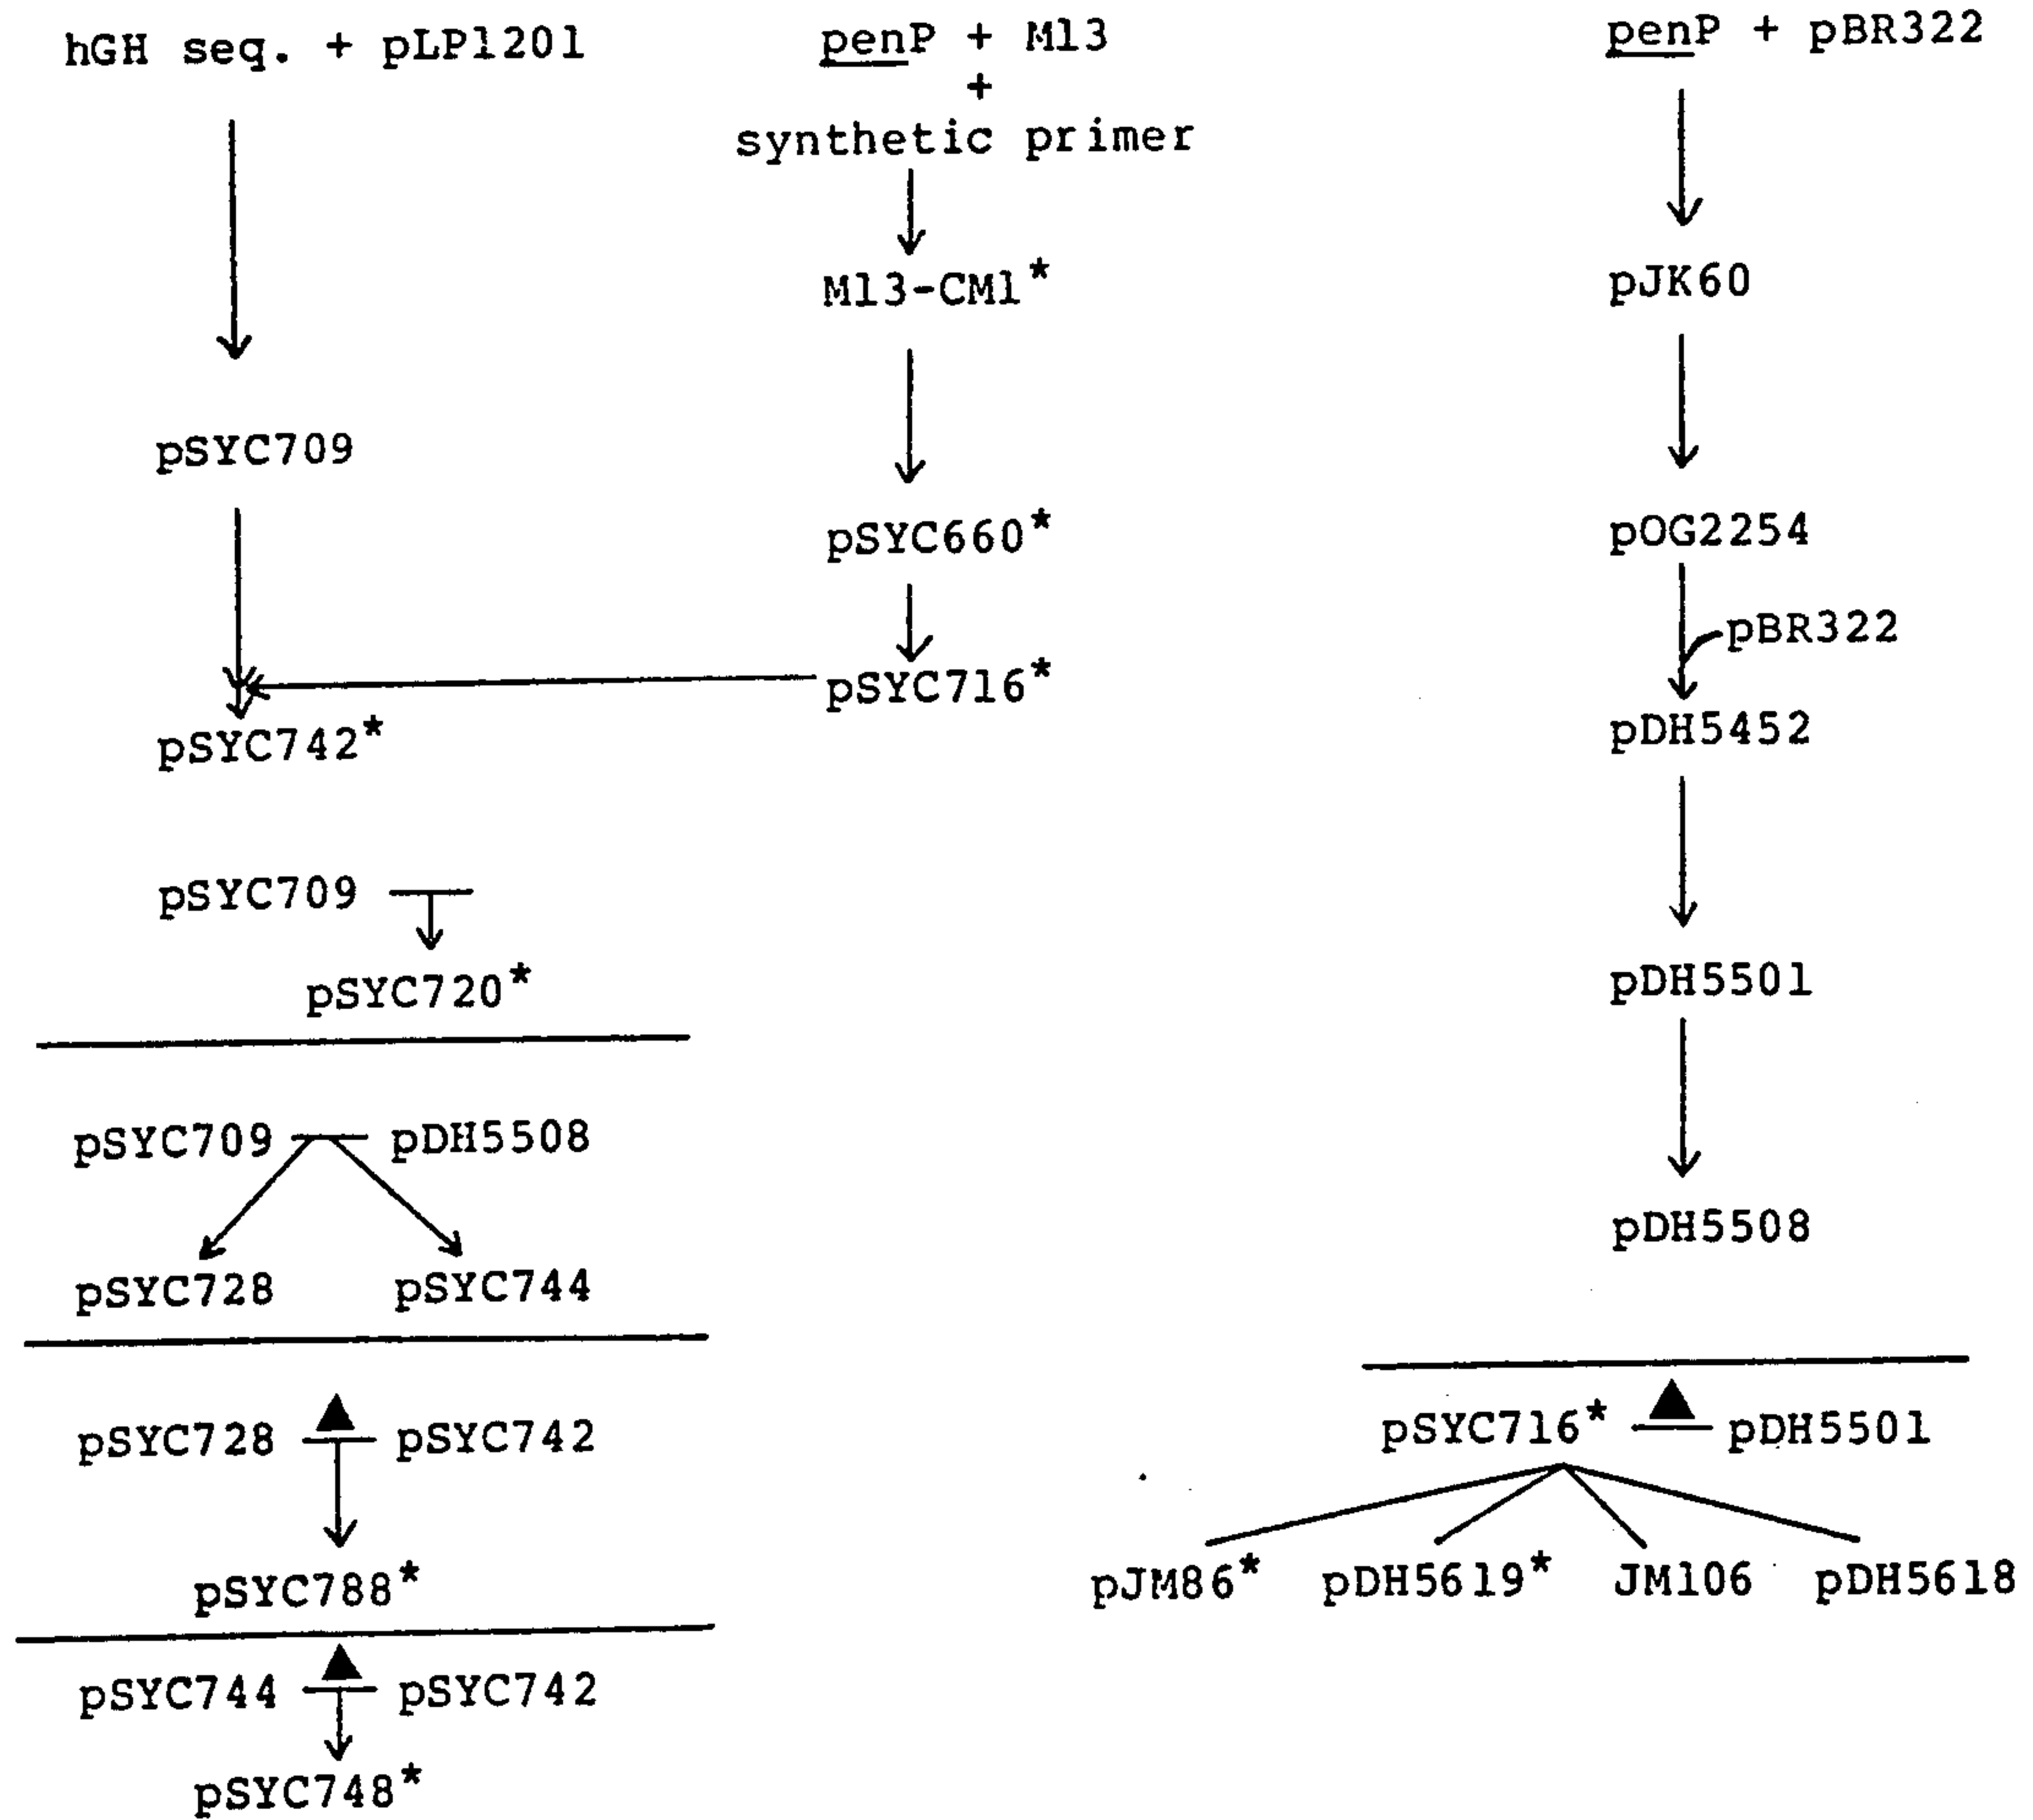 hGH seq. + pLP1201
penP + M13
+
synthetic primer
penP + pBR322
M13-CM1*
pJK60
pSYC709
pSYC660*
pOG2254
pBR322
pSYC716*
pSYC742*
pDH5452
pSYC709
pSYC720*
pDH5501
pSYC709 pDH5508
pSYC728 pSYC744
pDH5508
pSYC728 ▲ pSYC742
pSYC788*
pSYC716* ▲ pDH5501
pJM86* pDH5619* JM106 pDH5618
pSYC744 ▲ pSYC742
pSYC748*